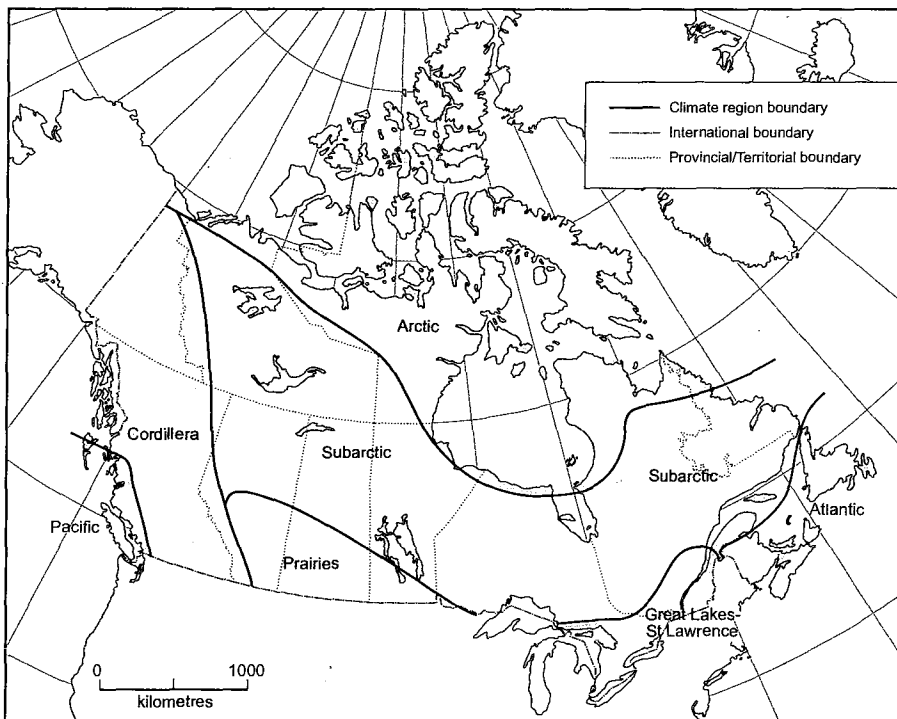 Climate region boundary
International boundary
Provincial/Territorial boundary
Arctic
Cordillera
Subarctic
Subarctic
Pacific
Atlantic
Prairies
Great Lakes-
St Lawrence
0 1000
kilometres